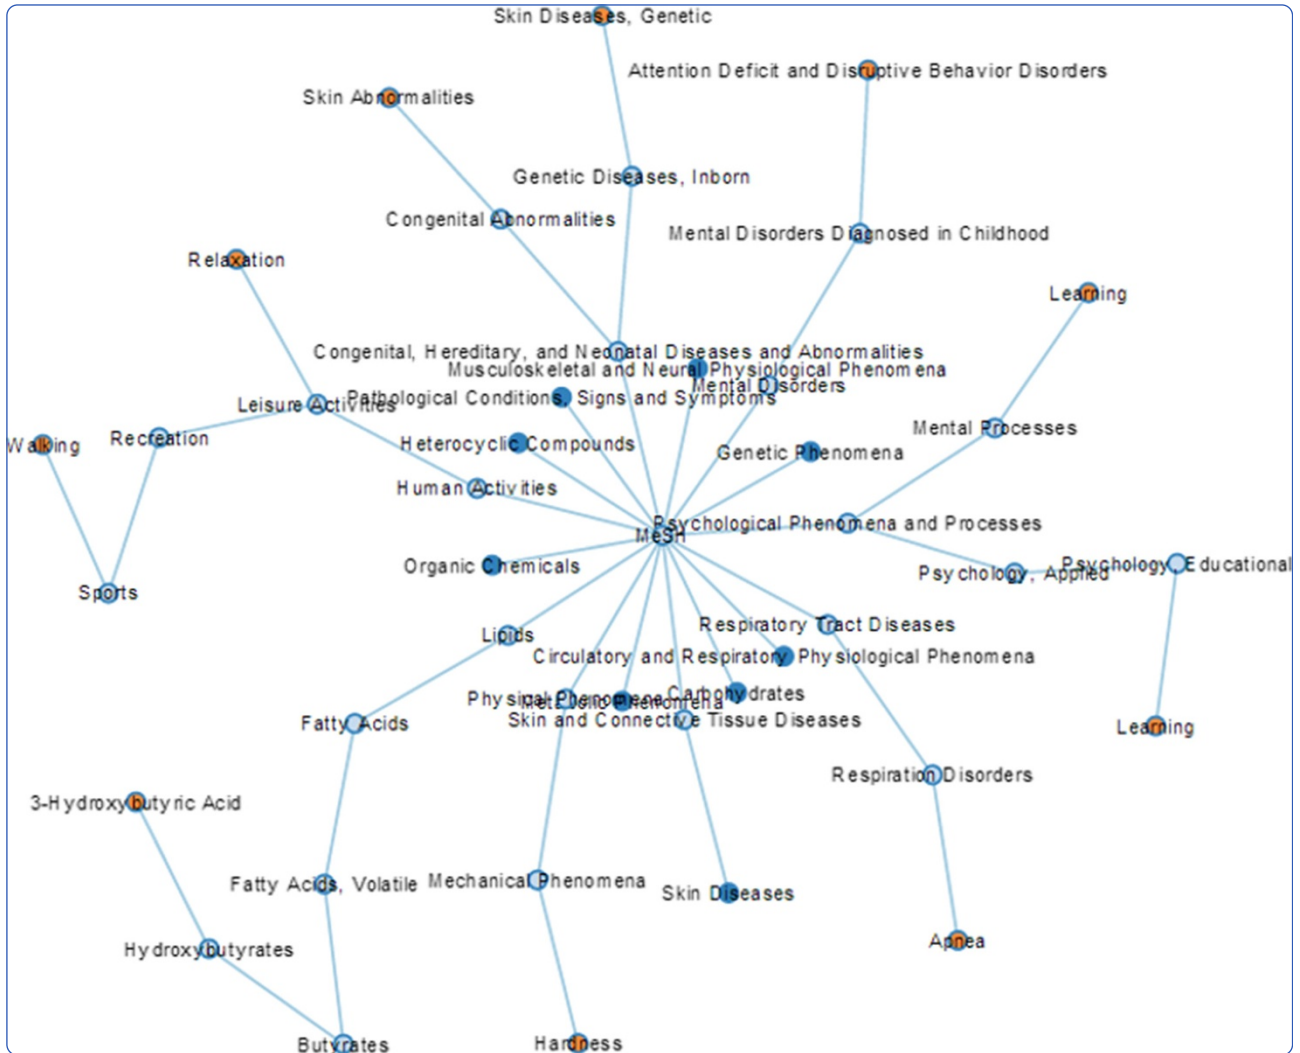 Skin Diseases, Genetic
Attention Deficit and Disruptive Behavior Disorders
Skin Abnormalities
Genetic Diseases, Inborn
Congenital Abnormalities
Mental Disorders Diagnosed in Childhood
Relaxation
Learning
Congenital, Hereditary, and Neonatal Diseases and Abnormalities
Musculoskeletal and Neural Physiological Phenomena
Mental Disorders
Pathological Conditions, Signs and Symptoms
Leisure Activities
Mental Processes
Recreation
Walking
Heterocyclic Compounds
Genetic Phenomena
Human Activities
Psychological Phenomena and Processes
MeSH
Organic Chemicals
Psychology, Applied
Psychology, Educational
Sports
Respiratory Tract Diseases
Lipids
Circulatory and Respiratory Physiological Phenomena
Carbohydrates
Physical Phenomena
Metabolic Phenomena
Skin and Connective Tissue Diseases
Fatty Acids
Learning
Respiration Disorders
3-Hydroxybutyric Acid
Fatty Acids, Volatile
Mechanical Phenomena
Skin Diseases
Apnea
Hydroxybutyrates
Butyrates
Hardness